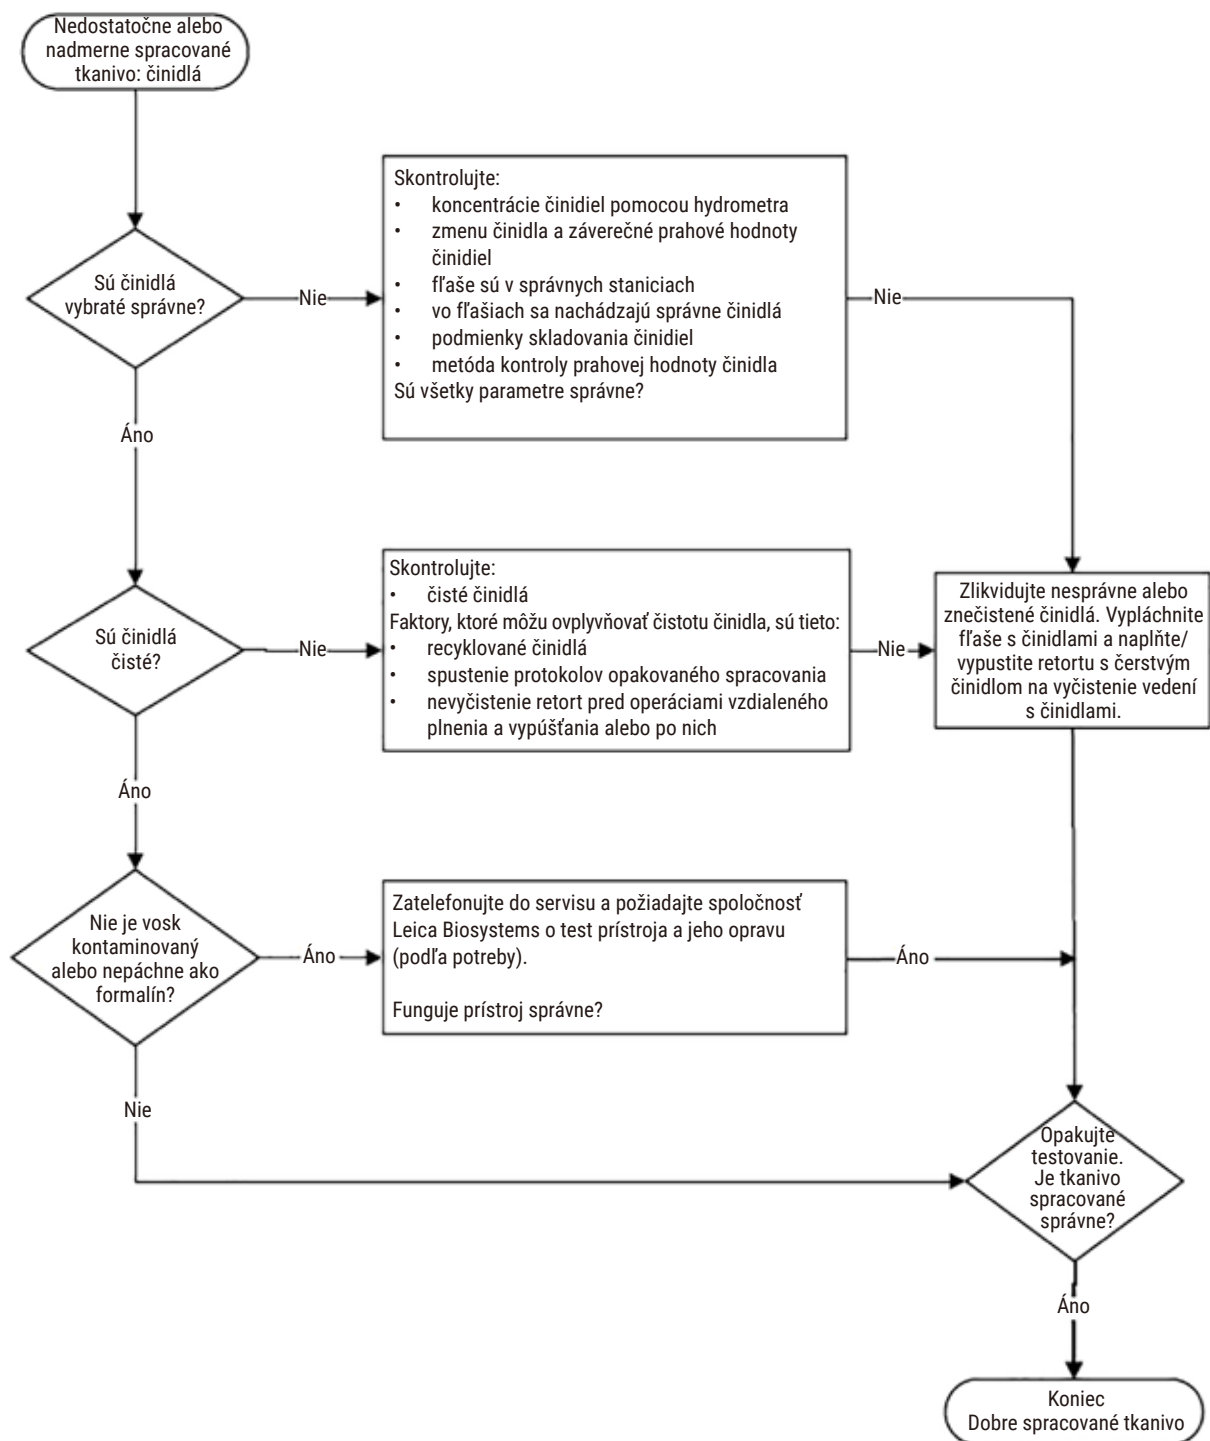 Nedostatočne alebo
nadmerne spracované
tkanivo: činidlá
Skontrolujte:
• koncentrácie činidiel pomocou hydrometra
• zmenu činidla a záverečné prahové hodnoty
činidiel
• fľaše sú v správnych staniciach
• vo fľašiach sa nachádzajú správne činidlá
• podmienky skladovania činidiel
• metóda kontroly prahovej hodnoty činidla
Sú všetky parametre správne?
Sú činidlá
vybraté správne?
Nie
Nie
Áno
Skontrolujte:
• čisté činidlá
Faktory, ktoré môžu ovplyvňovať čistotu činidla, sú tieto:
• recyklované činidlá
• spustenie protokolov opakovaného spracovania
• nevyčistenie retort pred operáciami vzdialeného
plnenia a vypúšťania alebo po nich
Sú činidlá
čisté?
Nie
Nie
Zlikvidujte nesprávne alebo
znečistené činidlá. Vypláchnite
fľaše s činidlami a naplňte/
vypustite retortu s čerstvým
činidlom na vyčistenie vedení
s činidlami.
Áno
Nie je vosk
kontaminovaný
alebo nepáchne ako
formalín?
Áno
Zatelefonujte do servisu a požiadajte spoločnosť
Leica Biosystems o test prístroja a jeho opravu
(podľa potreby).
Funguje prístroj správne?
Áno
Nie
Opakujte
testovanie.
Je tkanivo
spracované
správne?
Áno
Koniec
Dobre spracované tkanivo